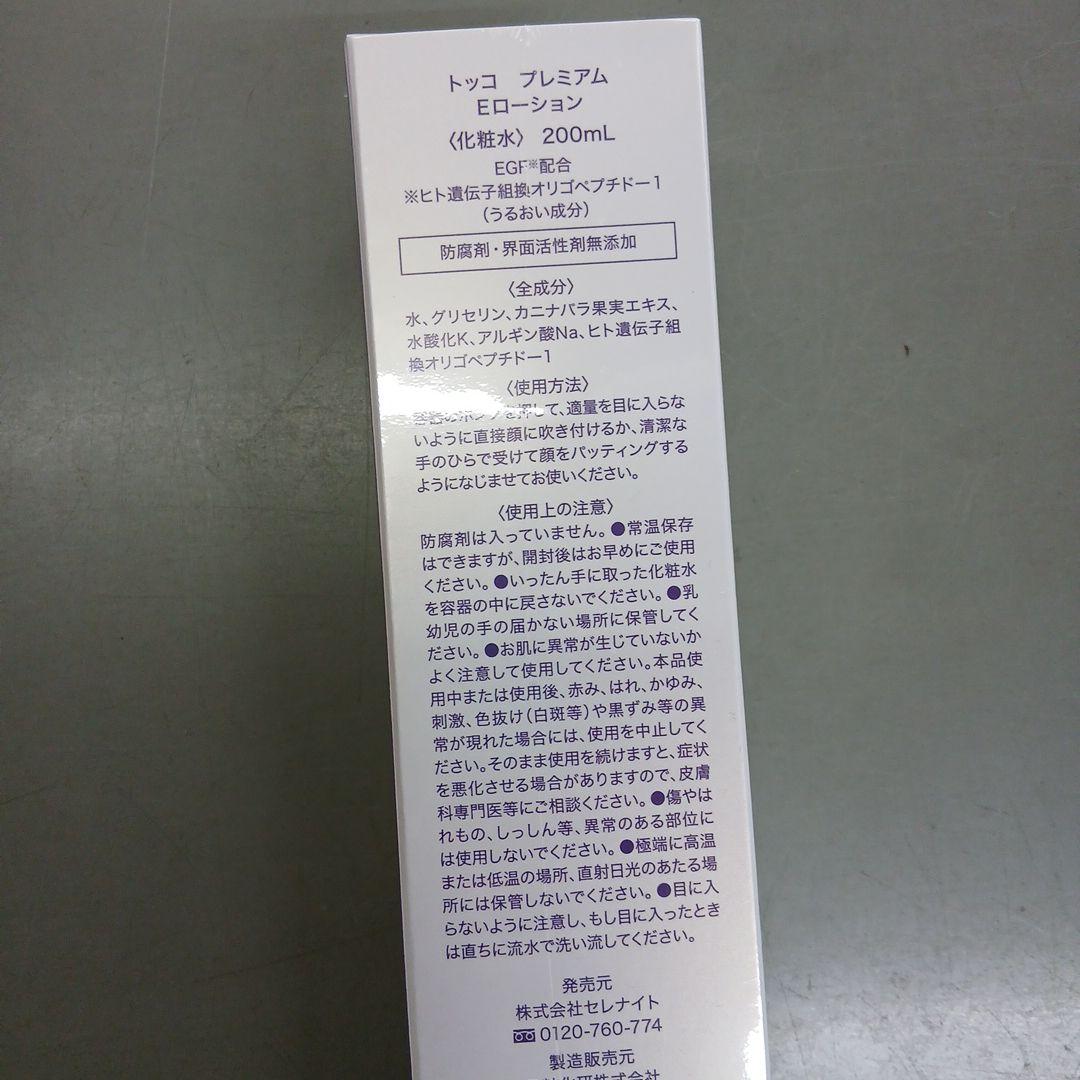 トッコ　プレミアム
Eローション
〈化粧水〉 200mL
EGF※配合
※ヒト遺伝子組換オリゴペプチドー1
（うるおい成分）
防腐剤・界面活性剤無添加
〈全成分〉
水、グリセリン、カニナバラ果実エキス、
水酸化K、アルギン酸Na、ヒト遺伝子組
換オリゴペプチドー1
〈使用方法〉
容器のポンプを押して、適量を目に入らな
いように直接顔に吹き付けるか、清潔な
手のひらで受けて顔をパッティングする
ようになじませてお使いください。
〈使用上の注意〉
防腐剤は入っていません。●常温保存
はできますが、開封後はお早めにご使用
ください。●いったん手に取った化粧水
を容器の中に戻さないでください。●乳
幼児の手の届かない場所に保管してく
ださい。●お肌に異常が生じていないか
よく注意して使用してください。本品使
用中または使用後、赤み、はれ、かゆみ、
刺激、色抜け（白斑等）や黒ずみ等の異
常が現れた場合には、使用を中止してく
ださい。そのまま使用を続けますと、症状
を悪化させる場合がありますので、皮膚
科専門医等にご相談ください。●傷やは
れもの、しっしん等、異常のある部位に
は使用しないでください。●極端に高温
または低温の場所、直射日光のあたる場
所には保管しないでください。●目に入
らないように注意し、もし目に入ったとき
は直ちに流水で洗い流してください。
発売元
株式会社セレナイト
0120-760-774
製造販売元